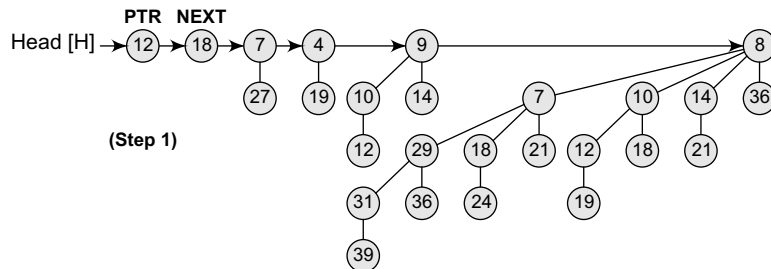 PTR NEXT
Head [H] 12 18 7 4 9 8
27 19 10 14 7 10 14 36
(Step 1) 12 29 18 21 12 18 21
31 36 24 19
39